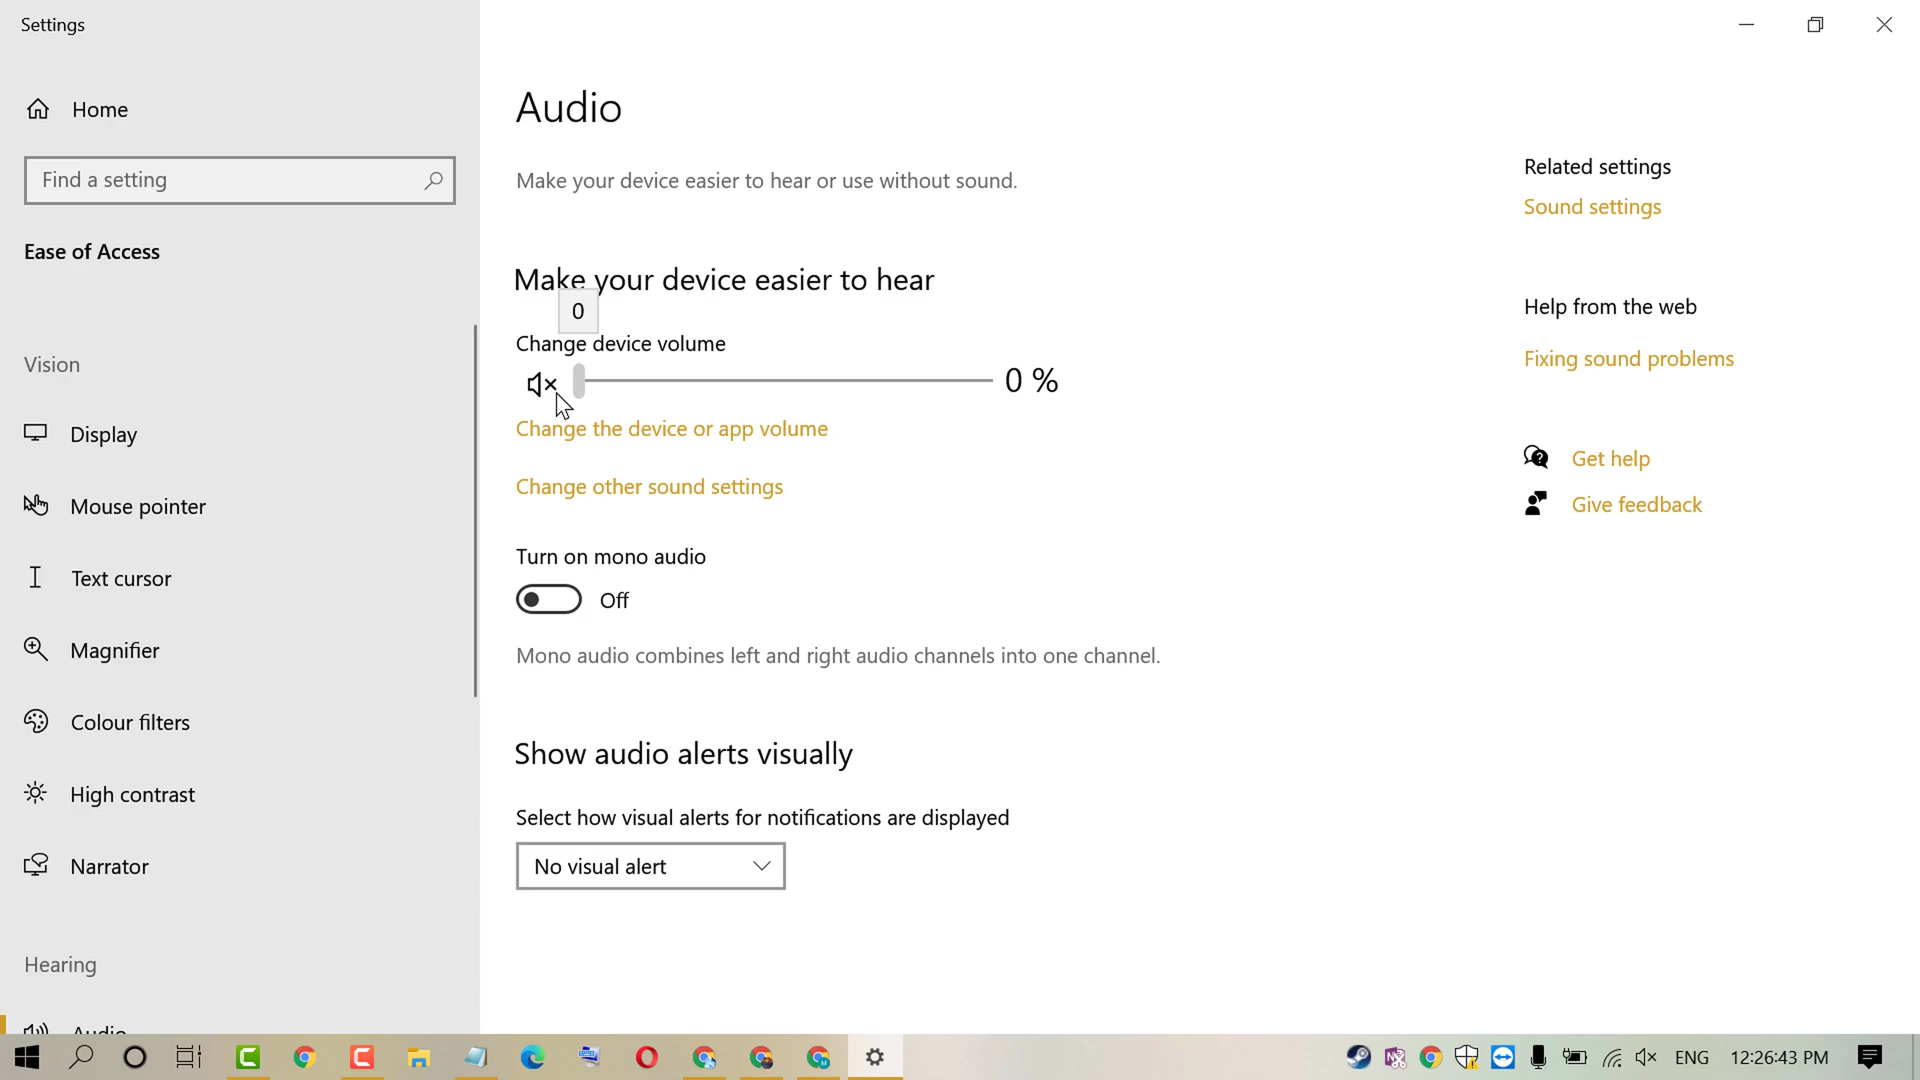 Settings
Home
Find a setting
Ease of Access
Vision
Display
Mouse pointer
Text cursor
Magnifier
Colour filters
High contrast
Narrator
Hearing
Audio
Audio
Make your device easier to hear or use without sound.
Make your device easier to hear
0
Change device volume
0 %
Change the device or app volume
Change other sound settings
Turn on mono audio
Off
Mono audio combines left and right audio channels into one channel.
Show audio alerts visually
Select how visual alerts for notifications are displayed
No visual alert
Related settings
Sound settings
Help from the web
Fixing sound problems
Get help
Give feedback
ENG
12:26:43 PM